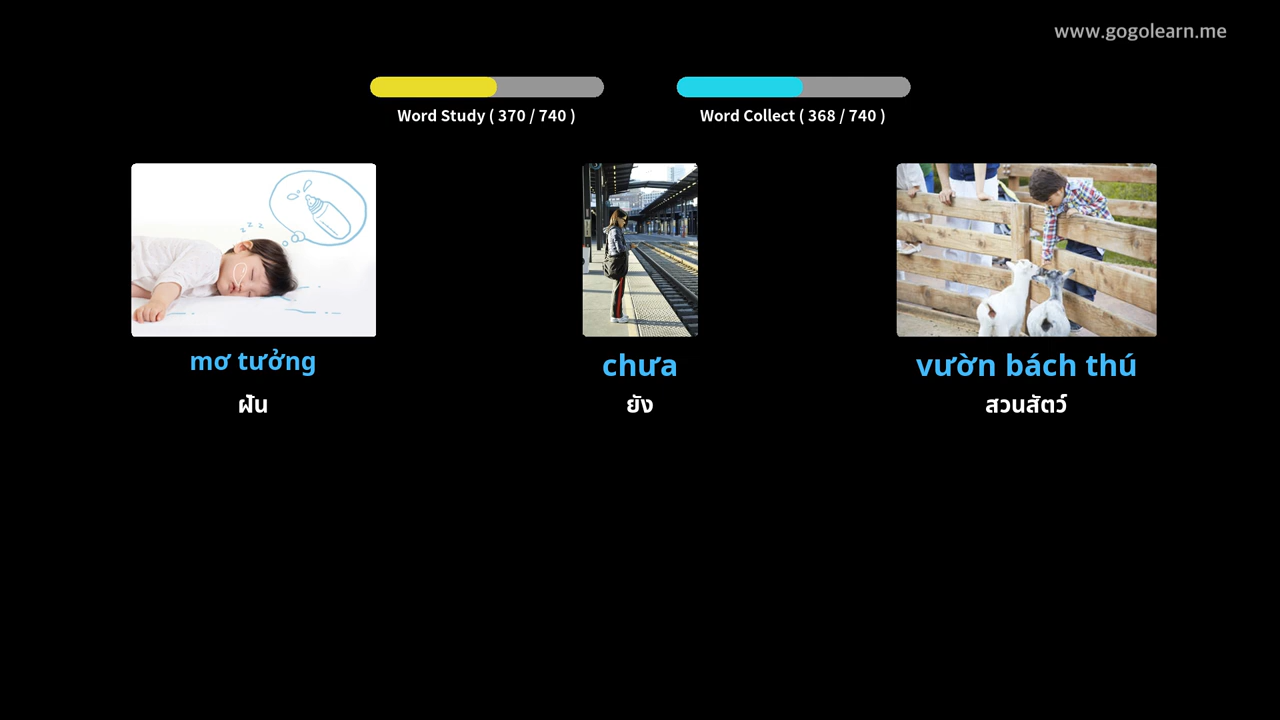 www.gogolearn.me
Word Study ( 370 / 740 )
Word Collect ( 368 / 740 )
mơ tưởng
chưa
vườn bách thú
ฝัน
ยัง
สวนสัตว์